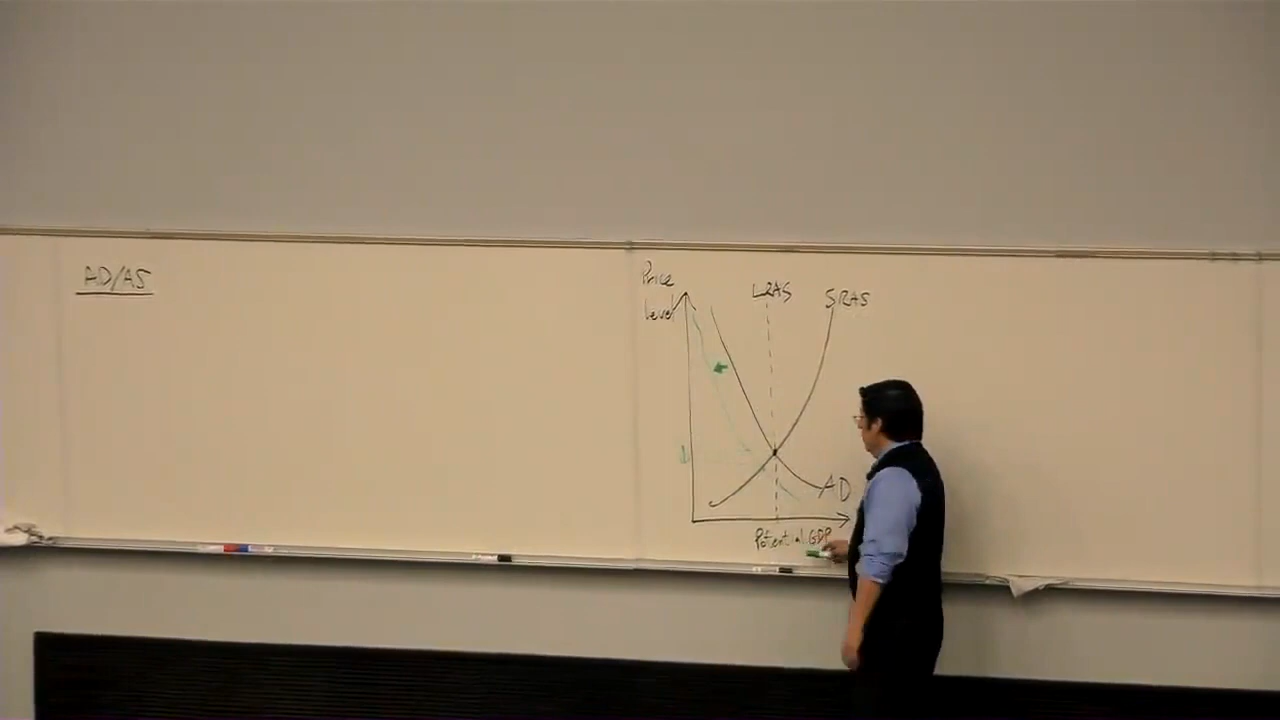 AD/AS
Price
level
LRAS
SRAS
AD
Potential GDP